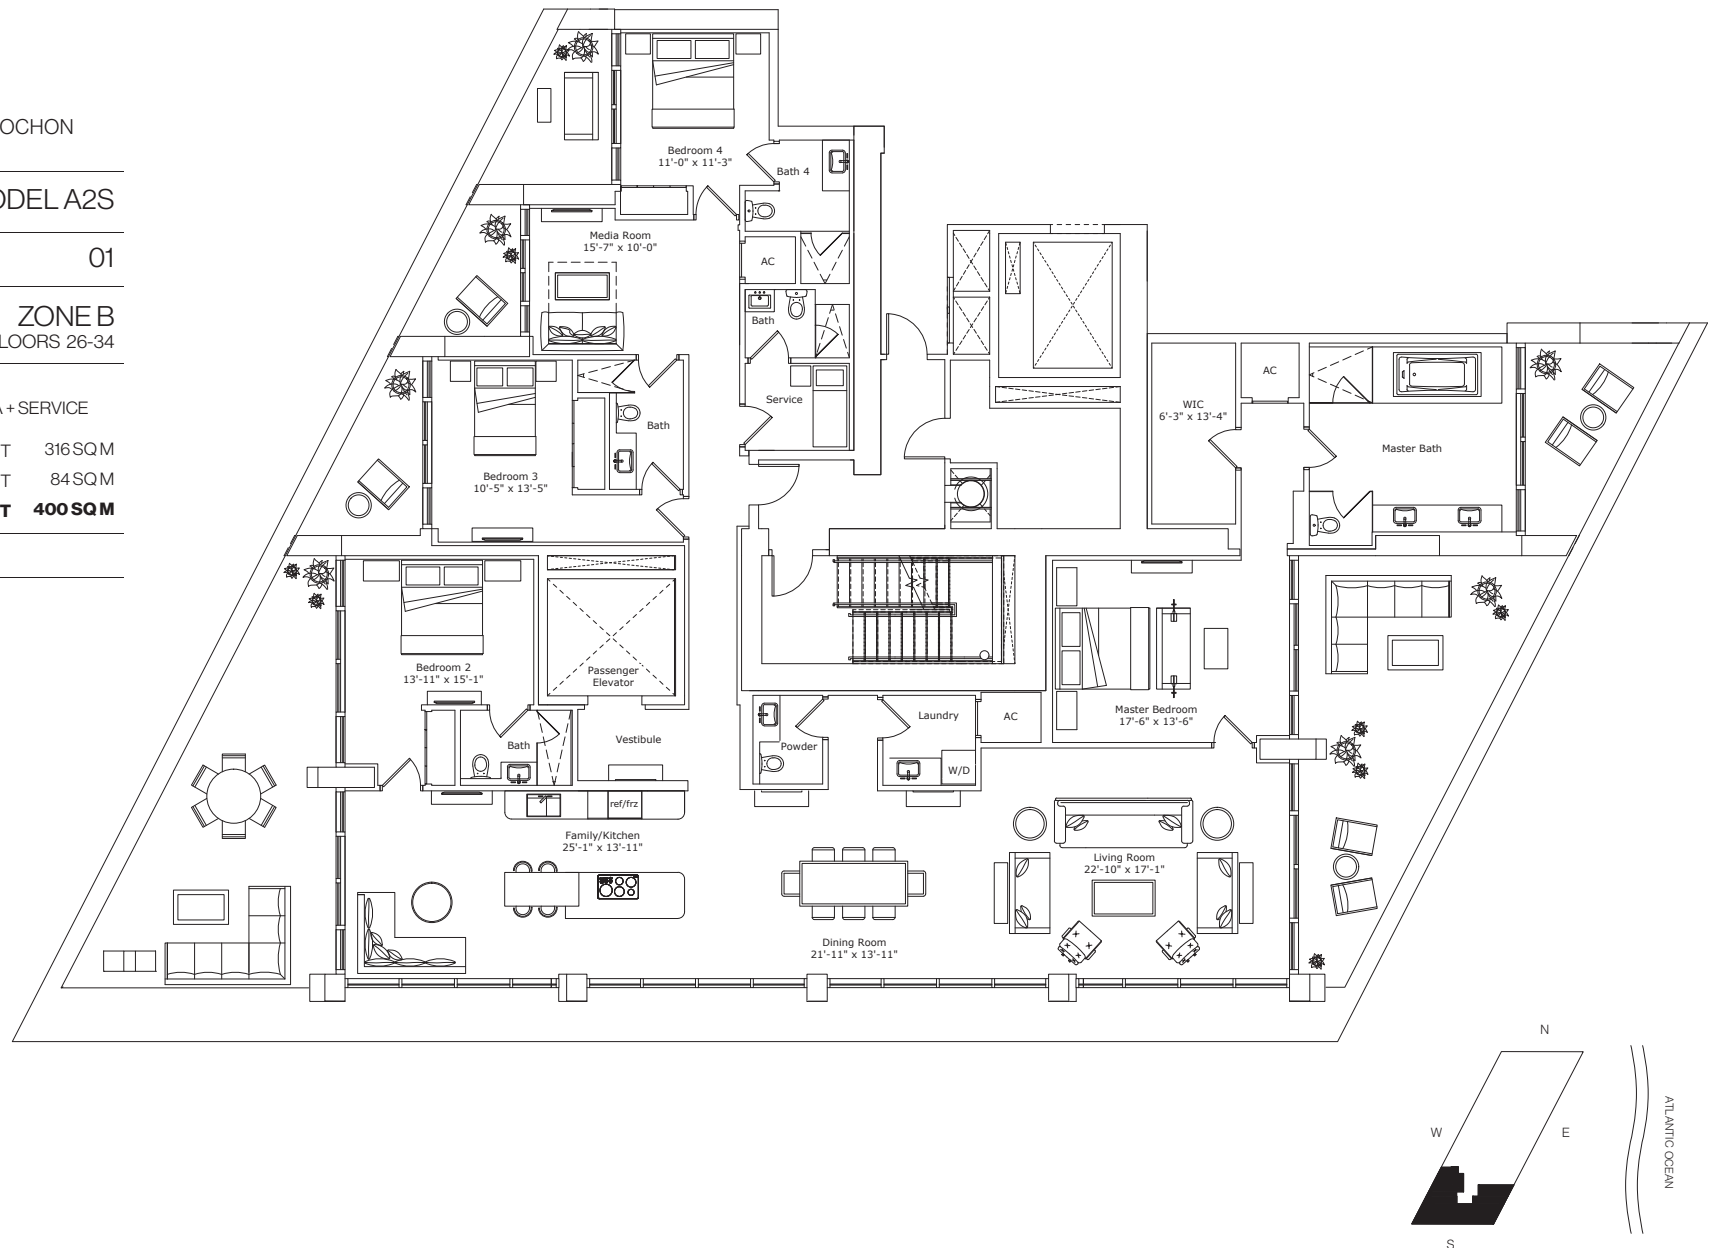 OCHON
ODEL A2S
01
ZONE B
LOORS 26-34
A + SERVICE
T 316 SQ M
T 84 SQ M
T 400 SQ M
Bedroom 4
11'-0" x 11'-3"
Bath 4
Media Room
15'-7" x 10'-0"
AC
Bath
Service
Bedroom 3
10'-5" x 13'-5"
Bath
WIC
6'-3" x 13'-4"
AC
Master Bath
Bedroom 2
13'-11" x 15'-1"
Passenger
Elevator
Bath
Vestibule
Powder
Laundry
W/D
AC
Master Bedroom
17'-6" x 13'-6"
ref/frz
Family/Kitchen
25'-1" x 13'-11"
Dining Room
21'-11" x 13'-11"
Living Room
22'-10" x 17'-1"
N
W
E
S
ATLANTIC OCEAN